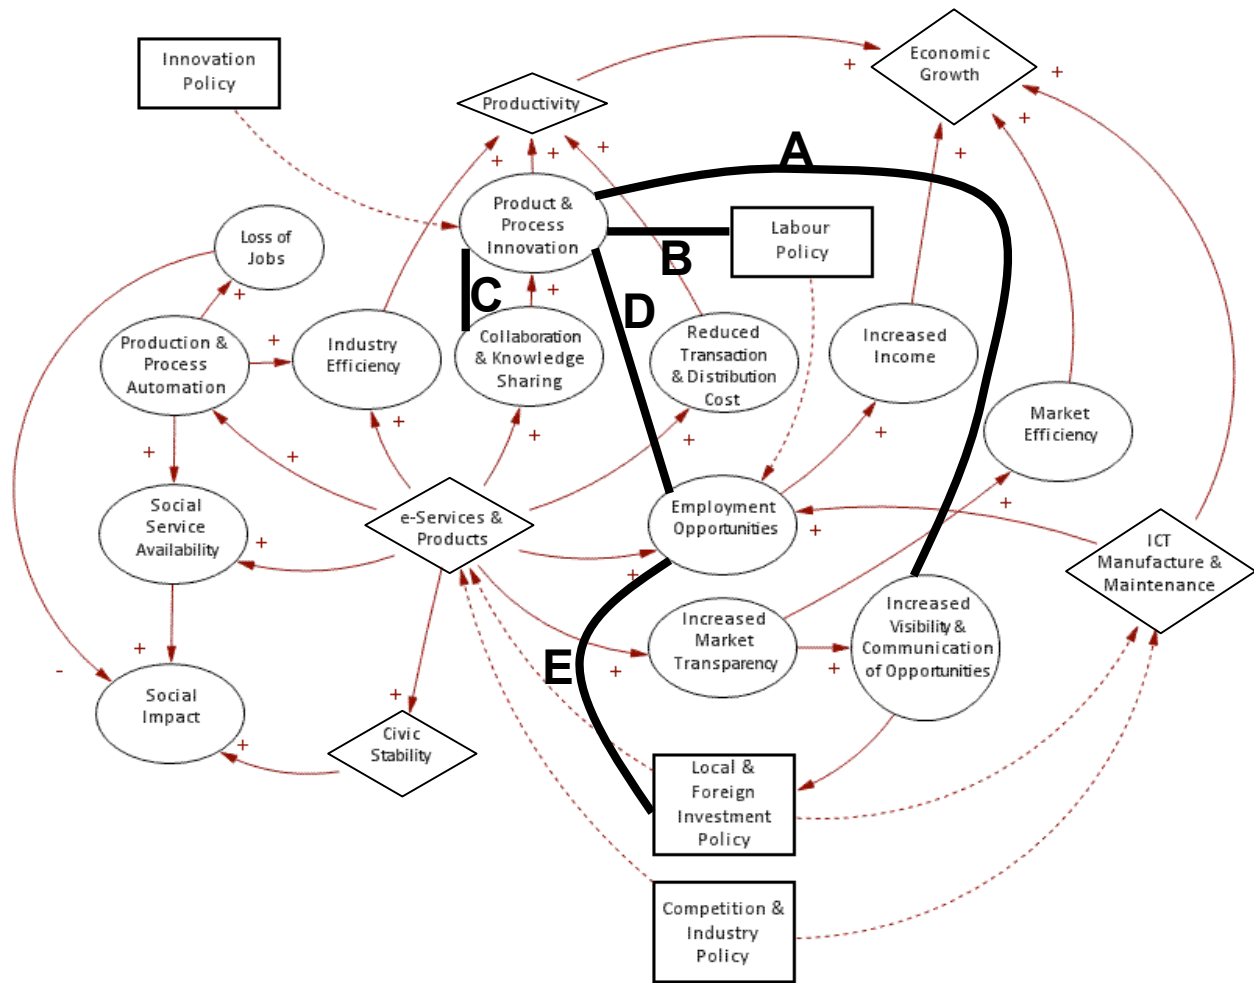 Innovation
Policy
Economic
Growth
+
+
Productivity
+
A
+
+
+
+
Product &
Process
Innovation
Labour
Policy
B
Loss of
Jobs
+
C
+
D
Production &
Process
Automation
+
Industry
Efficiency
Collaboration
& Knowledge
Sharing
Reduced
Transaction
& Distribution
Cost
Increased
Income
Market
Efficiency
+
+
+
+
+
+
+
Social
Service
Availability
+
e-Services &
Products
Employment
Opportunities
+
+
ICT
Manufacture &
Maintenance
+
Increased
Market
Transparency
+
Increased
Visibility &
Communication
of Opportunities
+
E
-
Social
Impact
+
+
Civic
Stability
Local &
Foreign
Investment
Policy
Competition &
Industry
Policy